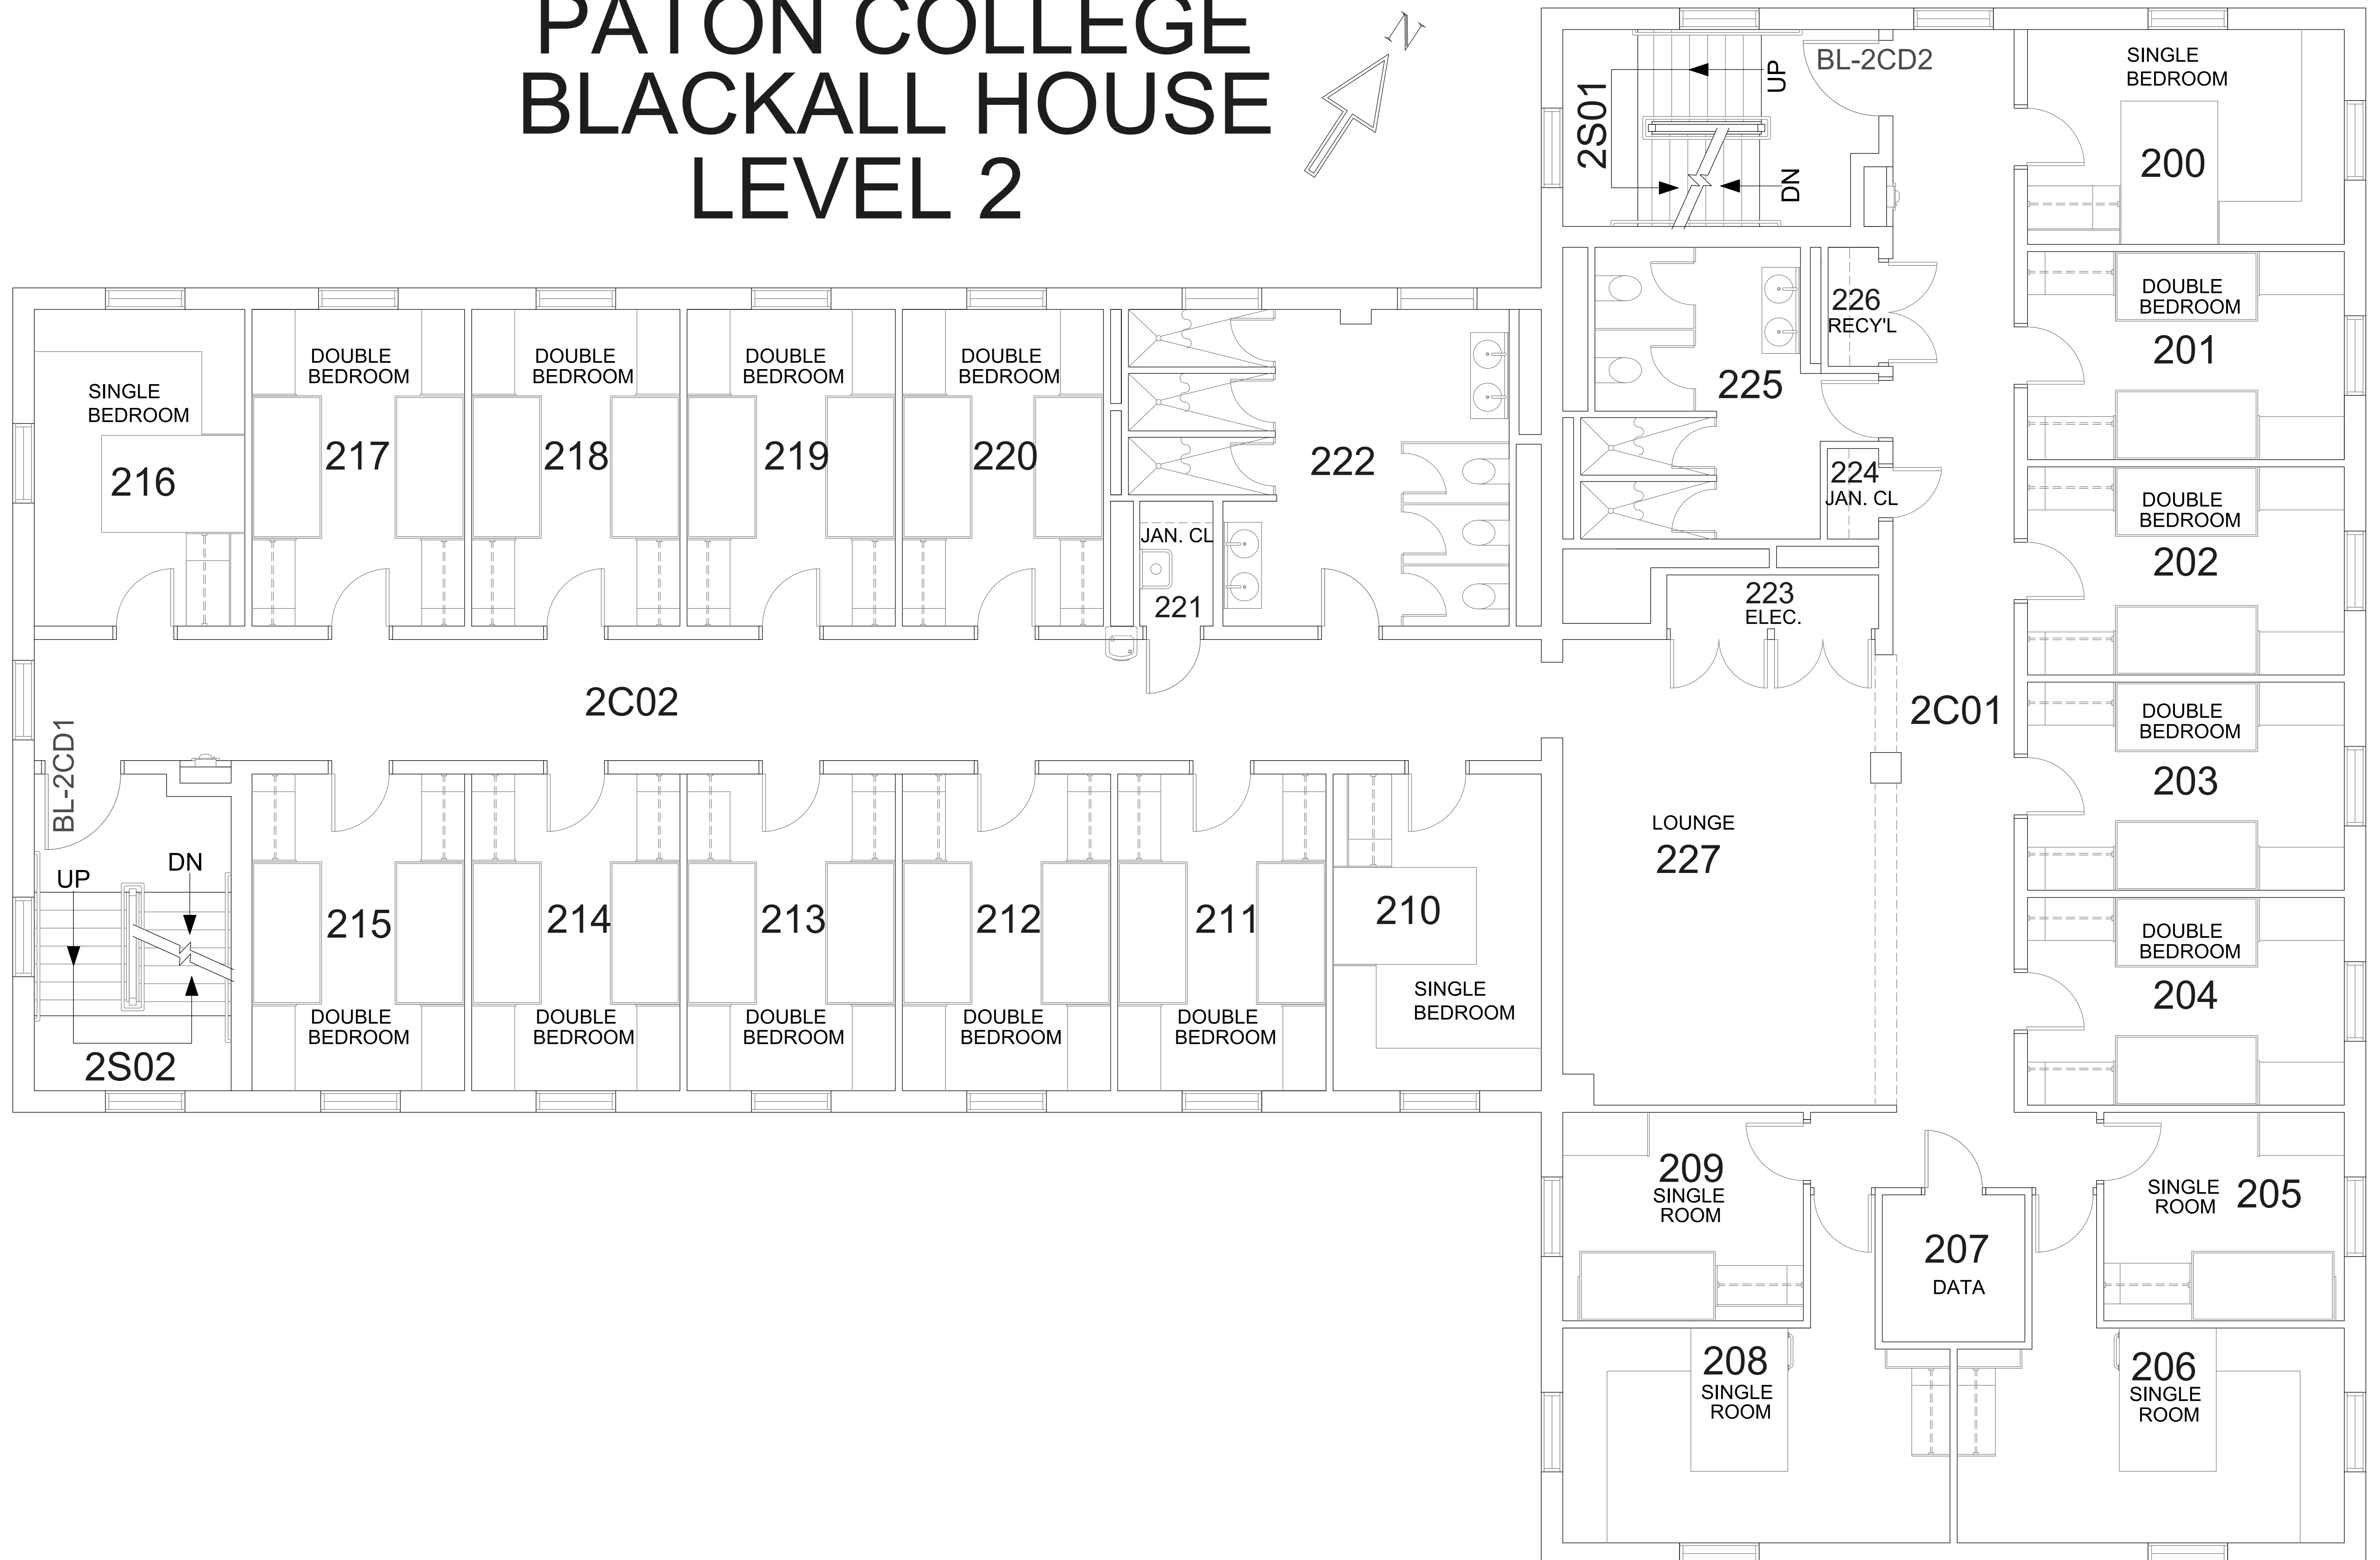 PATON COLLEGE
BLACKALL HOUSE
LEVEL 2
N
2S01
UP
DN
BL-2CD2
SINGLE
BEDROOM
200
DOUBLE
BEDROOM
201
DOUBLE
BEDROOM
202
DOUBLE
BEDROOM
203
DOUBLE
BEDROOM
204
226
RECY'L
225
224
JAN. CL
223
ELEC.
222
JAN. CL
221
SINGLE
BEDROOM
216
DOUBLE
BEDROOM
217
DOUBLE
BEDROOM
218
DOUBLE
BEDROOM
219
DOUBLE
BEDROOM
220
2C02
2C01
BL-2CD1
UP
DN
2S02
215
DOUBLE
BEDROOM
214
DOUBLE
BEDROOM
213
DOUBLE
BEDROOM
212
DOUBLE
BEDROOM
211
DOUBLE
BEDROOM
210
SINGLE
BEDROOM
LOUNGE
227
209
SINGLE
ROOM
SINGLE
ROOM
205
207
DATA
208
SINGLE
ROOM
206
SINGLE
ROOM